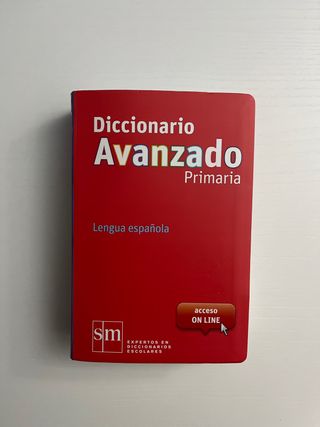 Diccionario
Avanzado
Primaria
Lengua española
acceso
ON LINE
sm
EXPERTOS EN
DICCIONARIOS
ESCOLARES